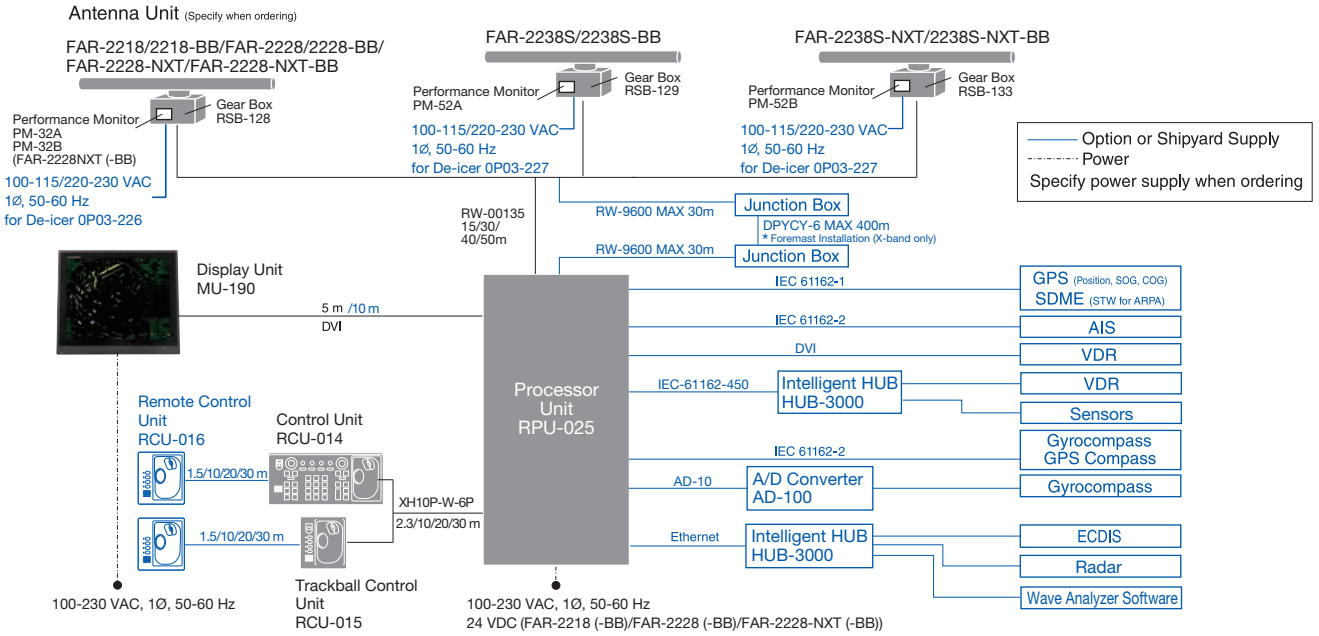 Antenna Unit (Specify when ordering)
FAR-2218/2218-BB/FAR-2228/2228-BB/
FAR-2228-NXT/FAR-2228-NXT-BB
Performance Monitor
PM-32A
PM-32B
(FAR-2228NXT (-BB)
Gear Box
RSB-128
100-115/220-230 VAC
1Ø, 50-60 Hz
for De-icer 0P03-226
FAR-2238S/2238S-BB
Performance Monitor
PM-52A
Gear Box
RSB-129
100-115/220-230 VAC
1Ø, 50-60 Hz
for De-icer 0P03-227
FAR-2238S-NXT/2238S-NXT-BB
Performance Monitor
PM-52B
Gear Box
RSB-133
100-115/220-230 VAC
1Ø, 50-60 Hz
for De-icer 0P03-227
Option or Shipyard Supply
Power
Specify power supply when ordering
RW-00135
15/30/
40/50m
RW-9600 MAX 30m
Junction Box
DPYCY-6 MAX 400m
* Foremast Installation (X-band only)
RW-9600 MAX 30m
Junction Box
Display Unit
MU-190
5 m /10 m
DVI
Processor
Unit
RPU-025
IEC 61162-1
GPS (Position, SOG, COG)
SDME (STW for ARPA)
IEC 61162-2
AIS
DVI
VDR
IEC-61162-450
Intelligent HUB
HUB-3000
VDR
Sensors
IEC 61162-2
Gyrocompass
GPS Compass
AD-10
A/D Converter
AD-100
Gyrocompass
Ethernet
Intelligent HUB
HUB-3000
ECDIS
Radar
Wave Analyzer Software
Remote Control
Unit
RCU-016
Control Unit
RCU-014
1.5/10/20/30 m
XH10P-W-6P
2.3/10/20/30 m
1.5/10/20/30 m
Trackball Control
Unit
RCU-015
100-230 VAC, 1Ø, 50-60 Hz
100-230 VAC, 1Ø, 50-60 Hz
24 VDC (FAR-2218 (-BB)/FAR-2228 (-BB)/FAR-2228-NXT (-BB))